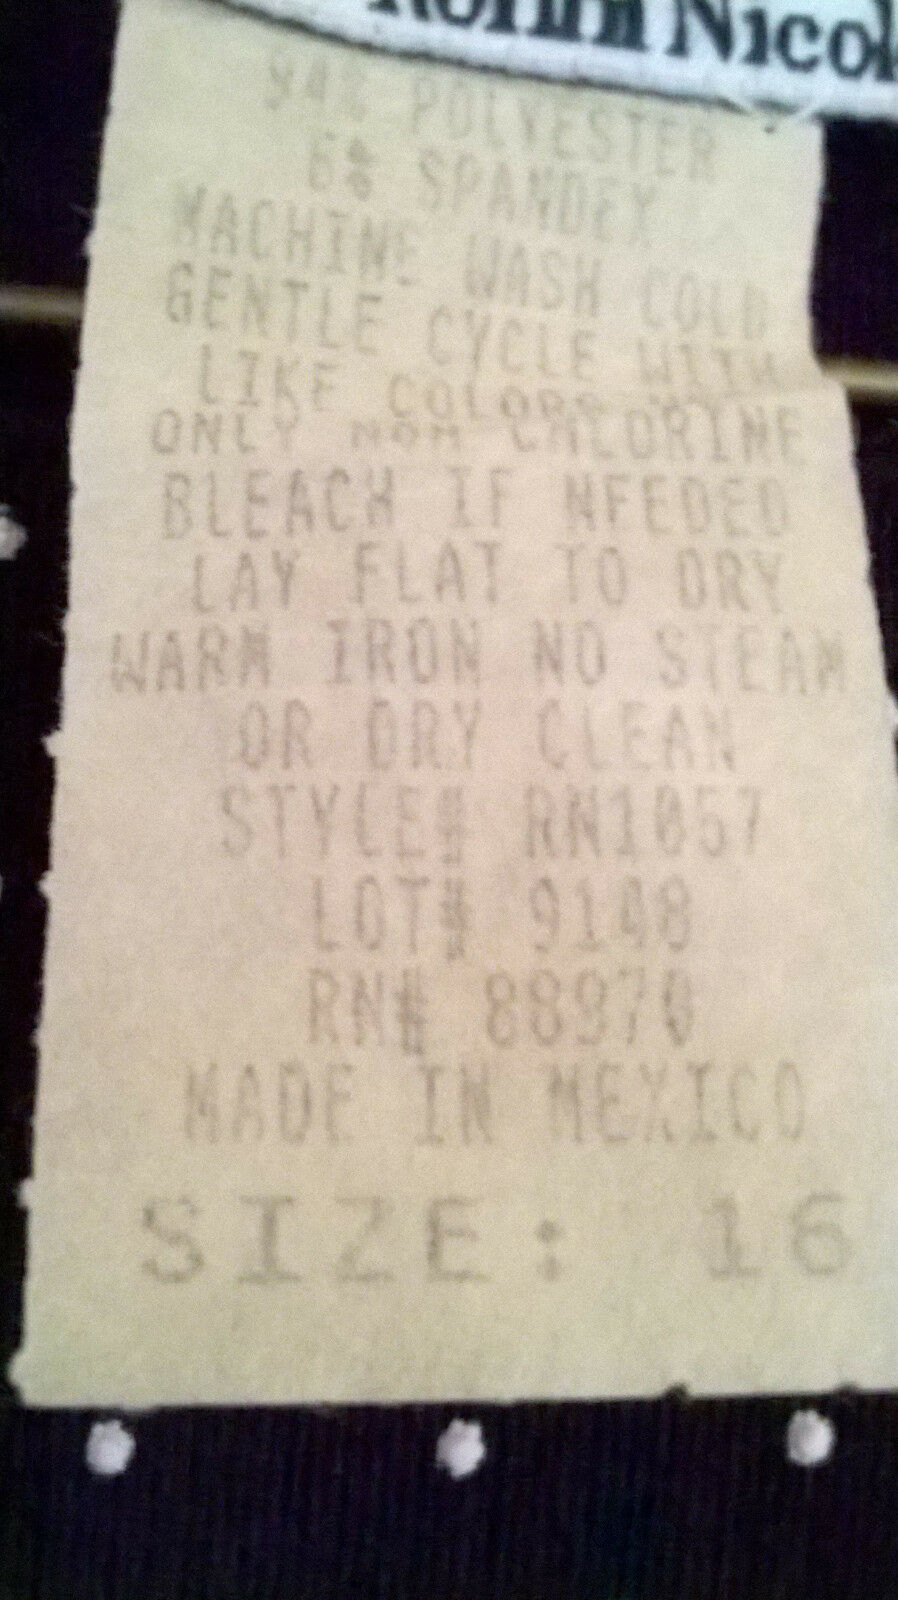 Nicol
94% POLYESTER
6% SPANDEX
MACHINE WASH COLD
GENTLE CYCLE WITH
LIKE COLORS
ONLY NON CHLORINE
BLEACH IF NEEDED
LAY FLAT TO DRY
WARM IRON NO STEAM
OR DRY CLEAN
STYLE# RN1057
LOT# 9148
RN# 88970
MADE IN MEXICO
SIZE: 16